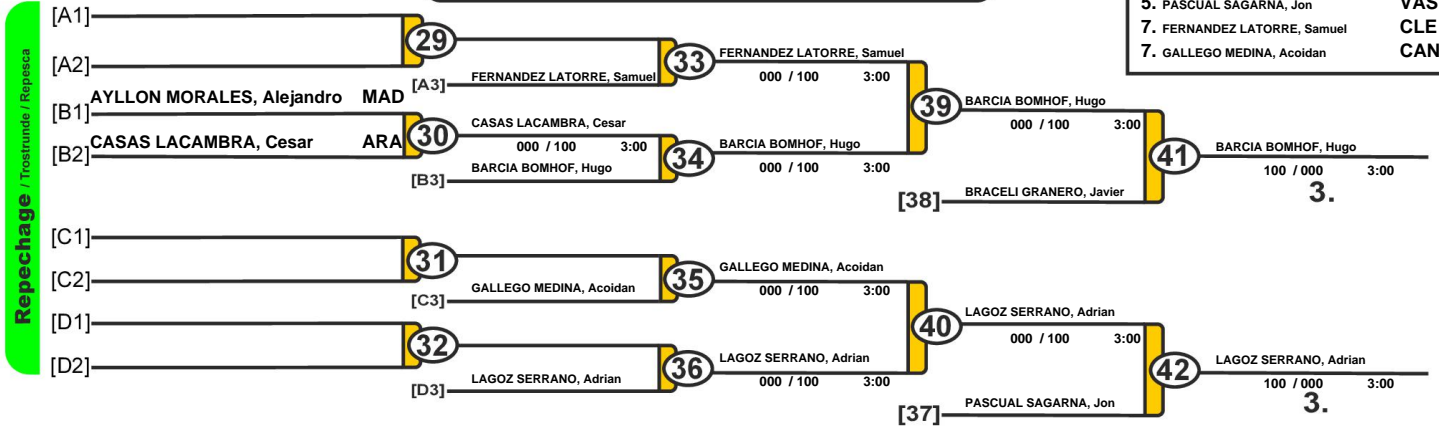 5. PASCUAL SAGARNA, Jon VAS
7. FERNANDEZ LATORRE, Samuel CLE
7. GALLEGO MEDINA, Acoidan CAN
Repechage / Trostrunde / Repesca
[A1]
29
[A2]
[A3] FERNANDEZ LATORRE, Samuel
33
FERNANDEZ LATORRE, Samuel
000 / 100 3:00
[B1] AYLLON MORALES, Alejandro MAD
[B2] CASAS LACAMBRA, Cesar ARA
30
CASAS LACAMBRA, Cesar
000 / 100 3:00
[B3] BARCIA BOMHOF, Hugo
34
BARCIA BOMHOF, Hugo
000 / 100 3:00
39
BARCIA BOMHOF, Hugo
000 / 100 3:00
[38] BRACELI GRANERO, Javier
41
BARCIA BOMHOF, Hugo
100 / 000 3:00
3.
[C1]
31
[C2]
[C3] GALLEGO MEDINA, Acoidan
35
GALLEGO MEDINA, Acoidan
000 / 100 3:00
[D1]
32
[D2]
[D3] LAGOZ SERRANO, Adrian
36
LAGOZ SERRANO, Adrian
000 / 100 3:00
40
LAGOZ SERRANO, Adrian
000 / 100 3:00
[37] PASCUAL SAGARNA, Jon
42
LAGOZ SERRANO, Adrian
100 / 000 3:00
3.